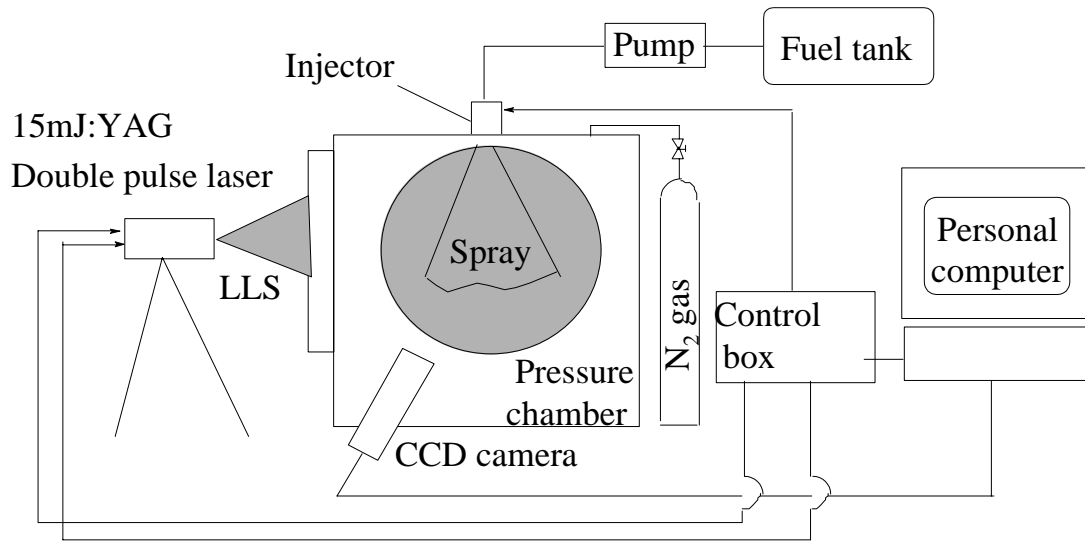 Pump
Fuel tank
Injector
15mJ:YAG
Double pulse laser
LLS
Spray
N₂ gas
Personal
computer
Control
box
Pressure
chamber
CCD camera